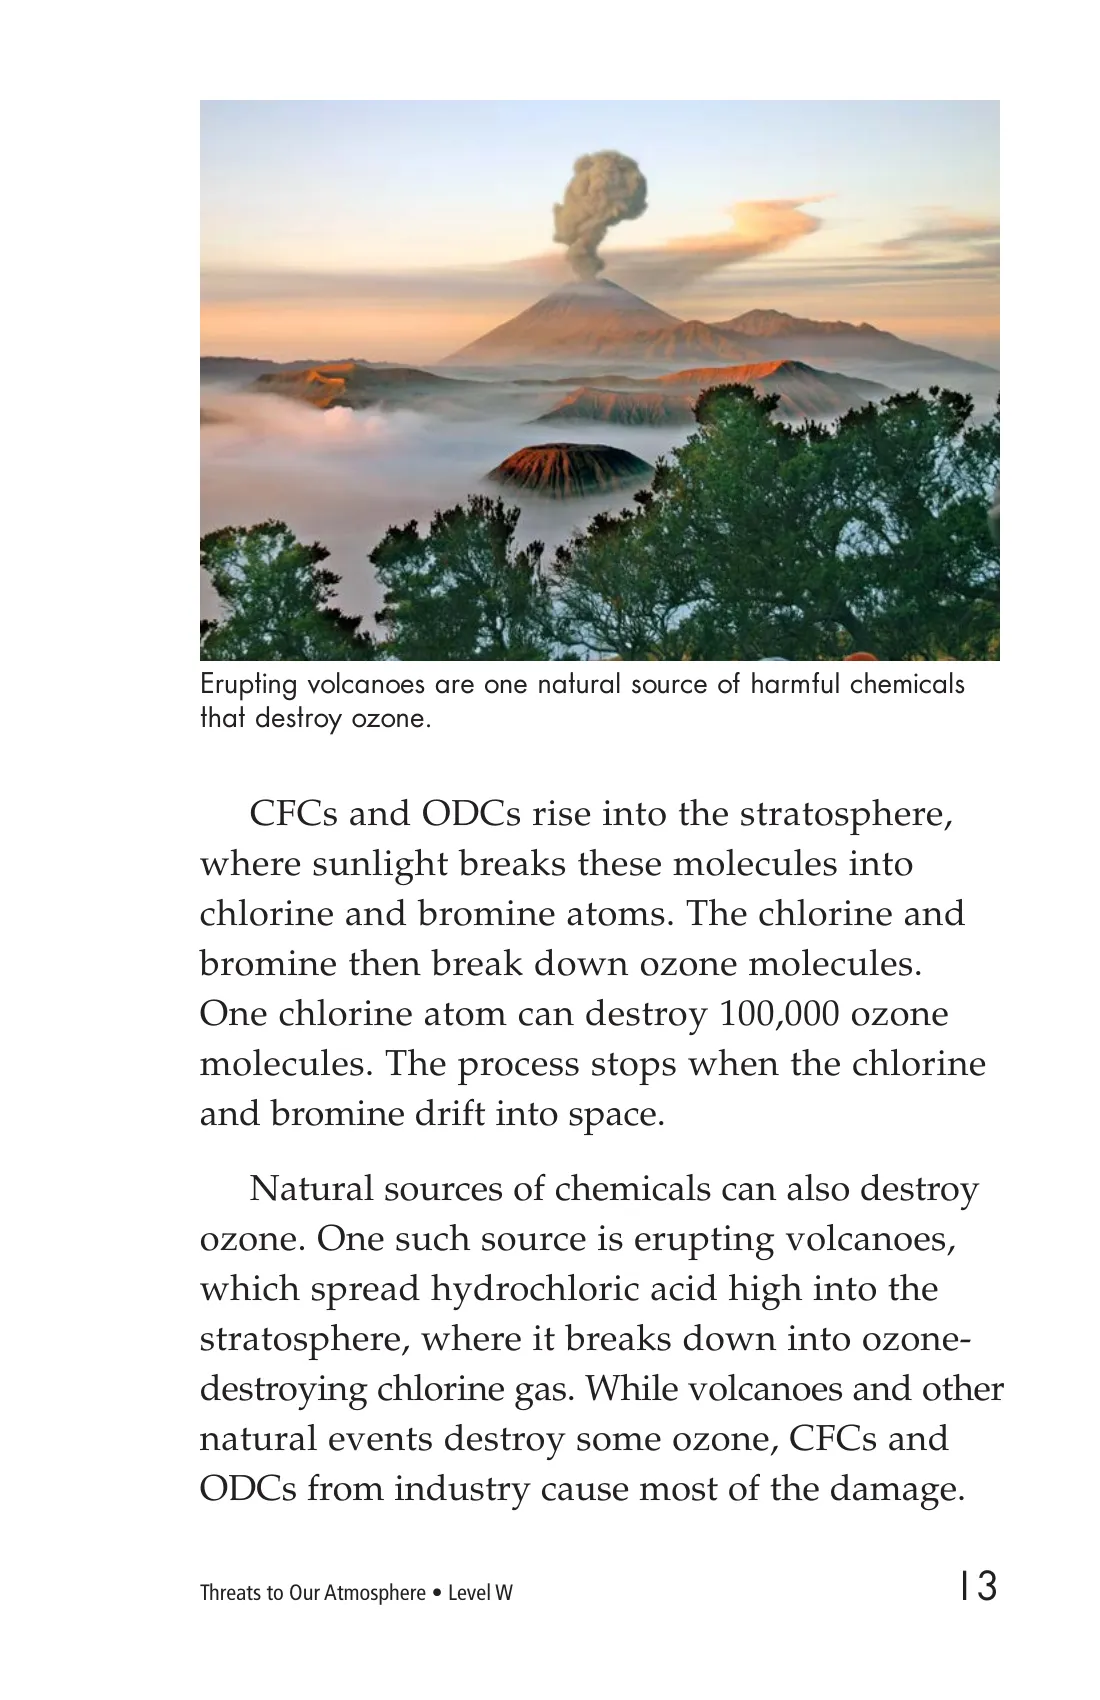 Erupting volcanoes are one natural source of harmful chemicals
that destroy ozone.
CFCs and ODCs rise into the stratosphere,
where sunlight breaks these molecules into
chlorine and bromine atoms. The chlorine and
bromine then break down ozone molecules.
One chlorine atom can destroy 100,000 ozone
molecules. The process stops when the chlorine
and bromine drift into space.
Natural sources of chemicals can also destroy
ozone. One such source is erupting volcanoes,
which spread hydrochloric acid high into the
stratosphere, where it breaks down into ozone-
destroying chlorine gas. While volcanoes and other
natural events destroy some ozone, CFCs and
ODCs from industry cause most of the damage.
Threats to Our Atmosphere • Level W
13